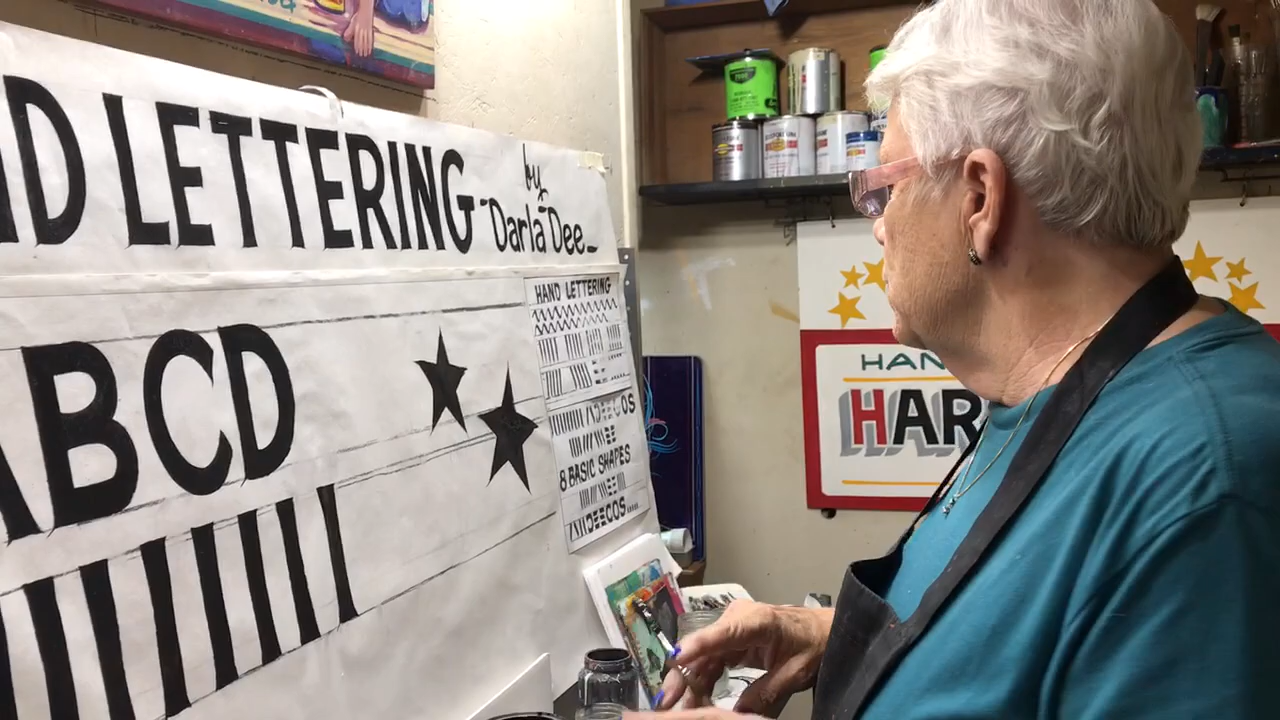 D LETTERING
by
Darla Dee
ABCD
HAND LETTERING
8 BASIC SHAPES
HAN
HAR